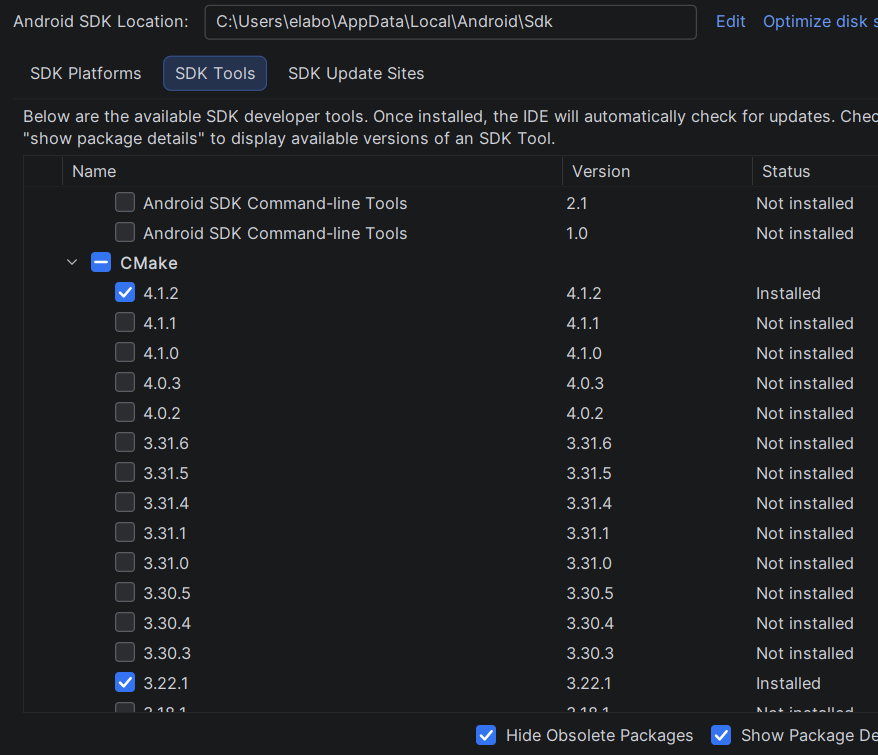 Android SDK Location: C:\Users\elabo\AppData\Local\Android\Sdk Edit Optimize disk
SDK Platforms SDK Tools SDK Update Sites
Below are the available SDK developer tools. Once installed, the IDE will automatically check for updates. Chec
"show package details" to display available versions of an SDK Tool.
Name Version Status
Android SDK Command-line Tools 2.1 Not installed
Android SDK Command-line Tools 1.0 Not installed
CMake
4.1.2 4.1.2 Installed
4.1.1 4.1.1 Not installed
4.1.0 4.1.0 Not installed
4.0.3 4.0.3 Not installed
4.0.2 4.0.2 Not installed
3.31.6 3.31.6 Not installed
3.31.5 3.31.5 Not installed
3.31.4 3.31.4 Not installed
3.31.1 3.31.1 Not installed
3.31.0 3.31.0 Not installed
3.30.5 3.30.5 Not installed
3.30.4 3.30.4 Not installed
3.30.3 3.30.3 Not installed
3.22.1 3.22.1 Installed
3.18.1 3.18.1 Not installed
Hide Obsolete Packages Show Package De